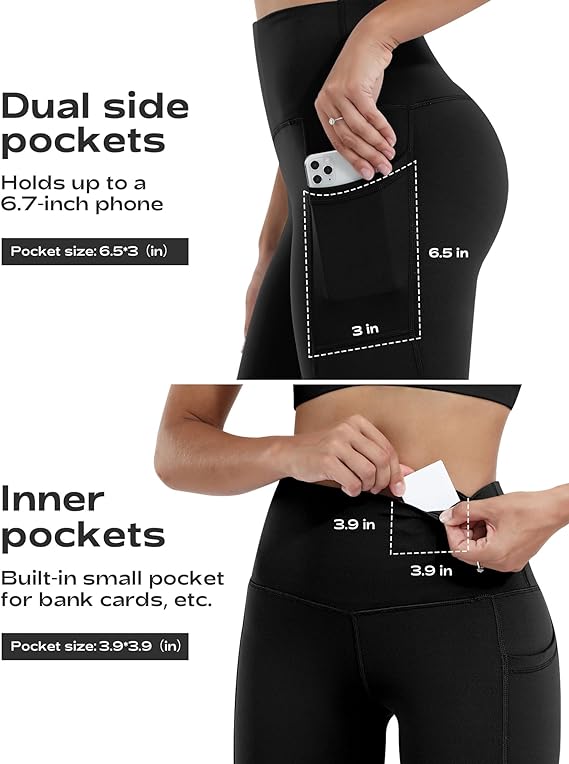 Dual side
pockets
Holds up to a
6.7-inch phone
Pocket size: 6.5*3（in）
6.5 in
3 in
Inner
pockets
Built-in small pocket
for bank cards, etc.
Pocket size: 3.9*3.9（in）
3.9 in
3.9 in